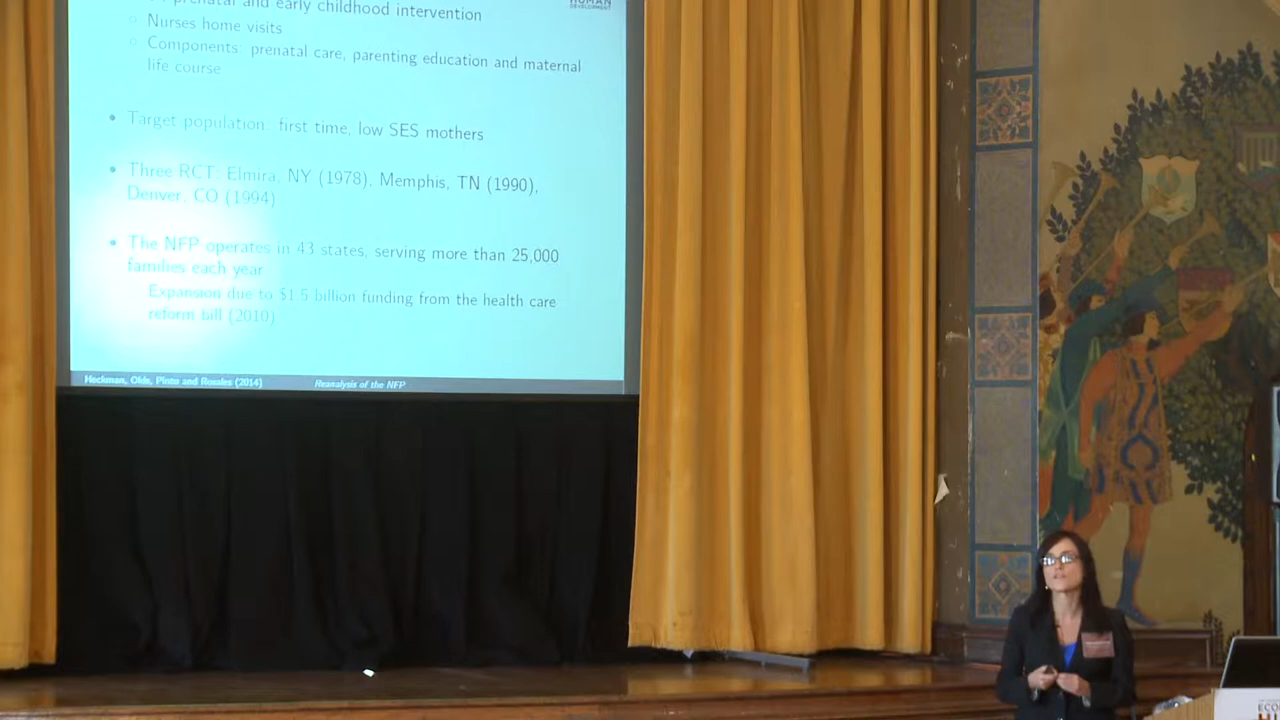 prenatal and early childhood intervention
HUMAN
DEVELOPMENT
Nurses home visits
Components: prenatal care, parenting education and maternal
life course
Target population: first time, low SES mothers
Three RCT: Elmira, NY (1978), Memphis, TN (1990),
Denver, CO (1994)
The NFP operates in 43 states, serving more than 25,000
families each year
Expansion due to $1.5 billion funding from the health care
reform bill (2010)
Heckman, Olds, Pinto and Rosales (2014) Reanalysis of the NFP
ECO